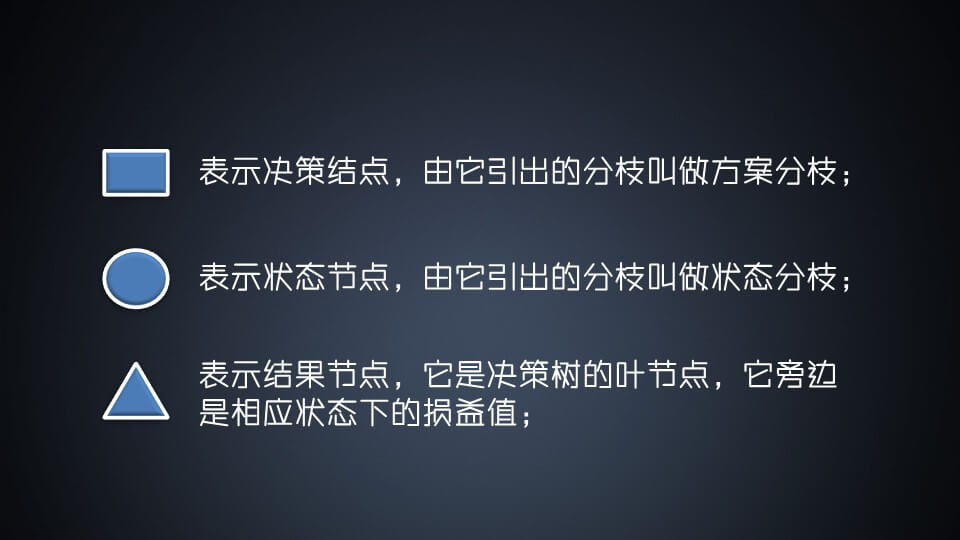 表示决策结点，由它引出的分枝叫做方案分枝；
表示状态节点，由它引出的分枝叫做状态分枝；
表示结果节点，它是决策树的叶节点，它旁边
是相应状态下的损益值；